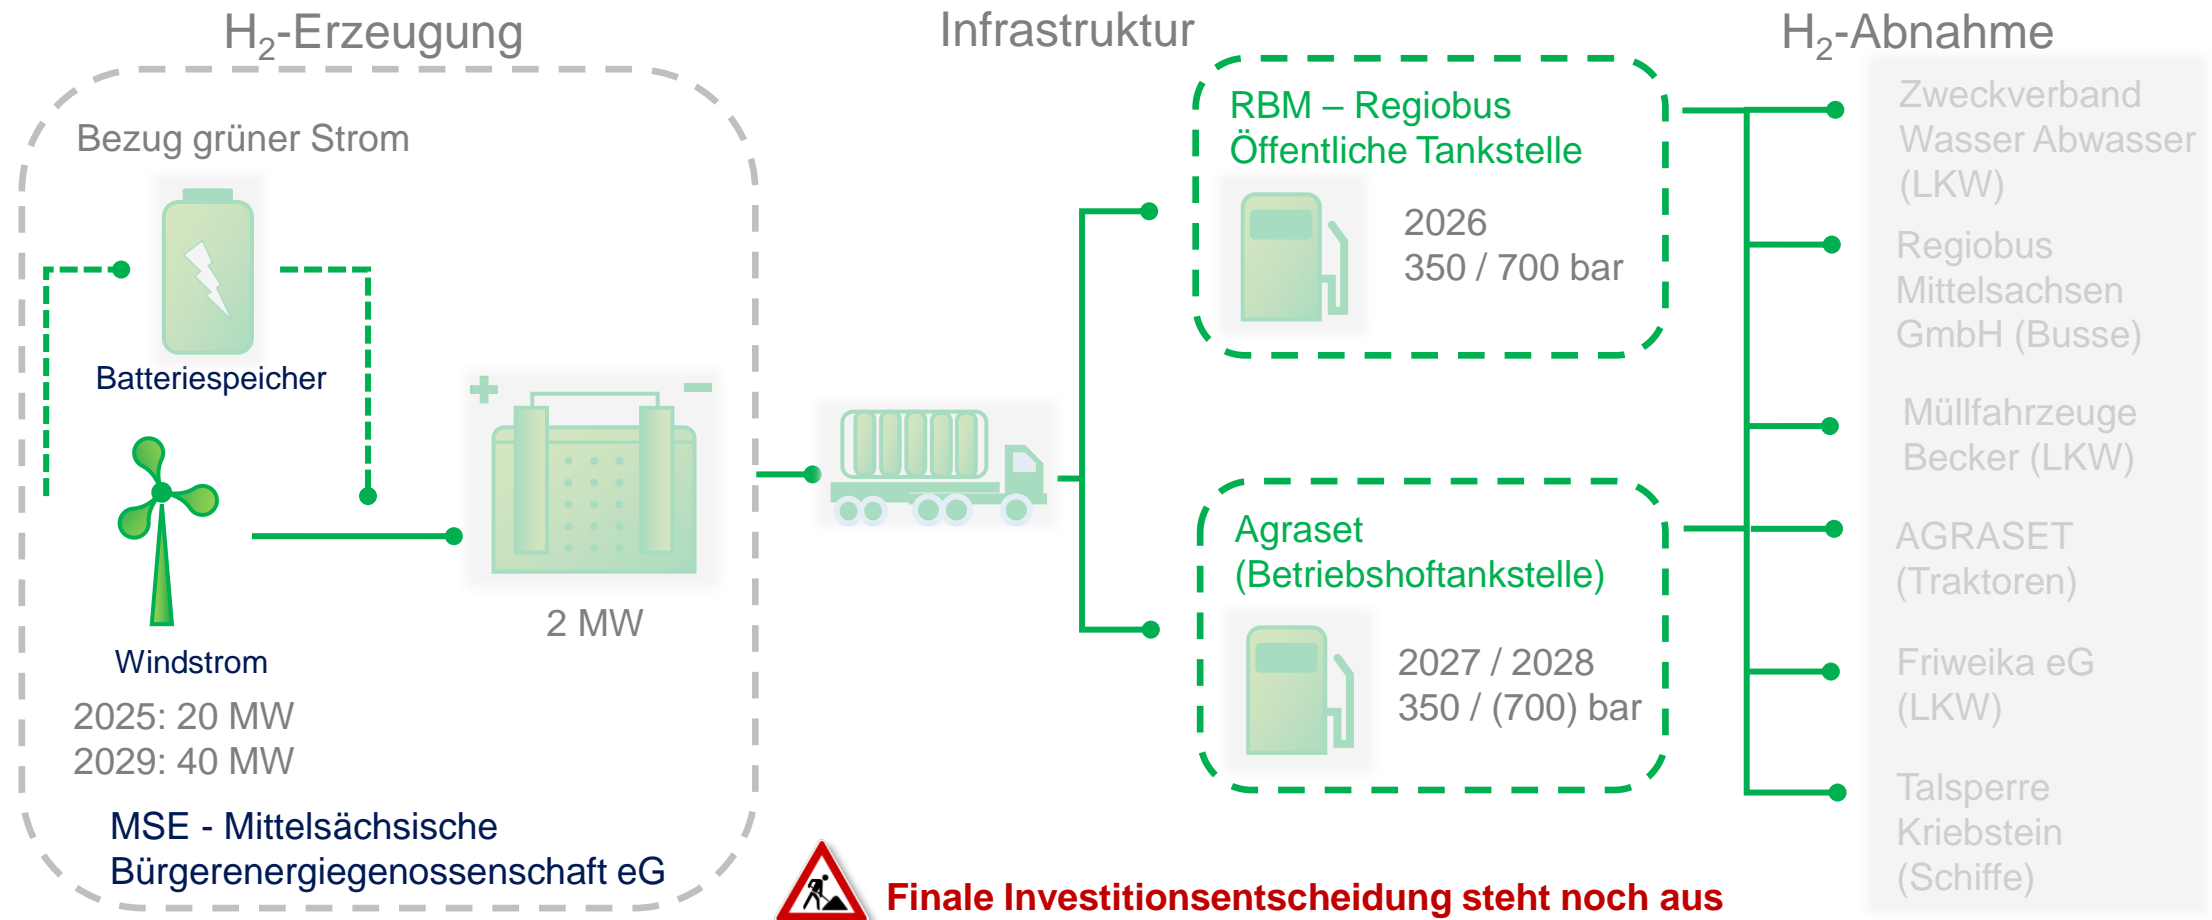 H₂-Erzeugung
Bezug grüner Strom
Batteriespeicher
+
−
Windstrom
2025: 20 MW
2029: 40 MW
2 MW
MSE - Mittelsächsische
Bürgerenergiegenossenschaft eG
Infrastruktur
RBM – Regiobus
Öffentliche Tankstelle
2026
350 / 700 bar
Agraset
(Betriebshoftankstelle)
2027 / 2028
350 / (700) bar
Finale Investitionsentscheidung steht noch aus
H₂-Abnahme
Zweckverband
Wasser Abwasser
(LKW)
Regiobus
Mittelsachsen
GmbH (Busse)
Müllfahrzeuge
Becker (LKW)
AGRASET
(Traktoren)
Friweika eG
(LKW)
Talsperre
Kriebstein
(Schiffe)